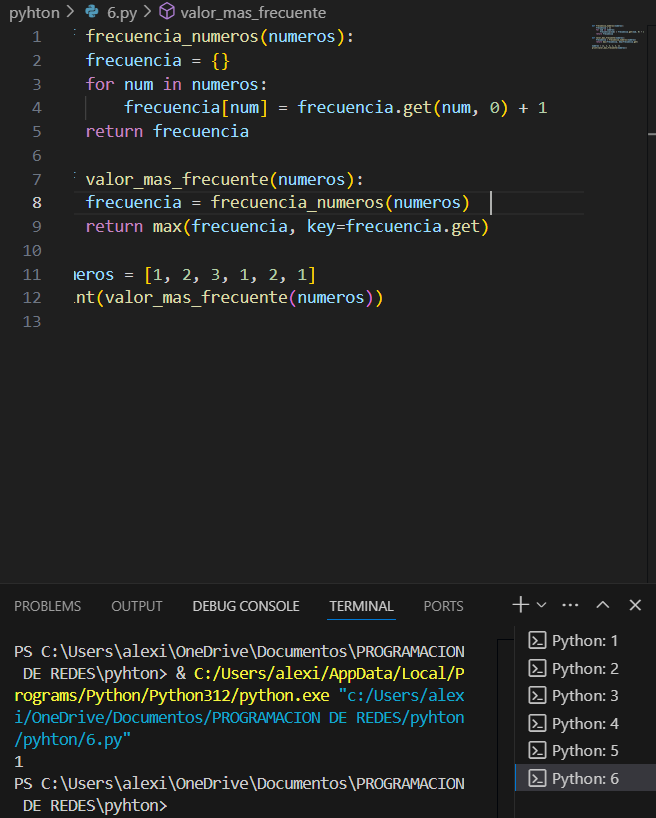 pyhton > 6.py > valor_mas_frecuente
1 frecuencia_numeros(numeros):
2 frecuencia = {}
3 for num in numeros:
4 frecuencia[num] = frecuencia.get(num, 0) + 1
5 return frecuencia
6
7 valor_mas_frecuente(numeros):
8 frecuencia = frecuencia_numeros(numeros)
9 return max(frecuencia, key=frecuencia.get)
10
11 meros = [1, 2, 3, 1, 2, 1]
12 int(valor_mas_frecuente(numeros))
13
PROBLEMS OUTPUT DEBUG CONSOLE TERMINAL PORTS
PS C:\Users\alexi\OneDrive\Documentos\PROGRAMACION
DE REDES\pyhton> & C:/Users/alexi/AppData/Local/P
rograms/Python/Python312/python.exe "c:/Users/alex
i/OneDrive/Documentos/PROGRAMACION DE REDES/pyhton
/pyhton/6.py"
1
PS C:\Users\alexi\OneDrive\Documentos\PROGRAMACION
DE REDES\pyhton>
Python: 1
Python: 2
Python: 3
Python: 4
Python: 5
Python: 6